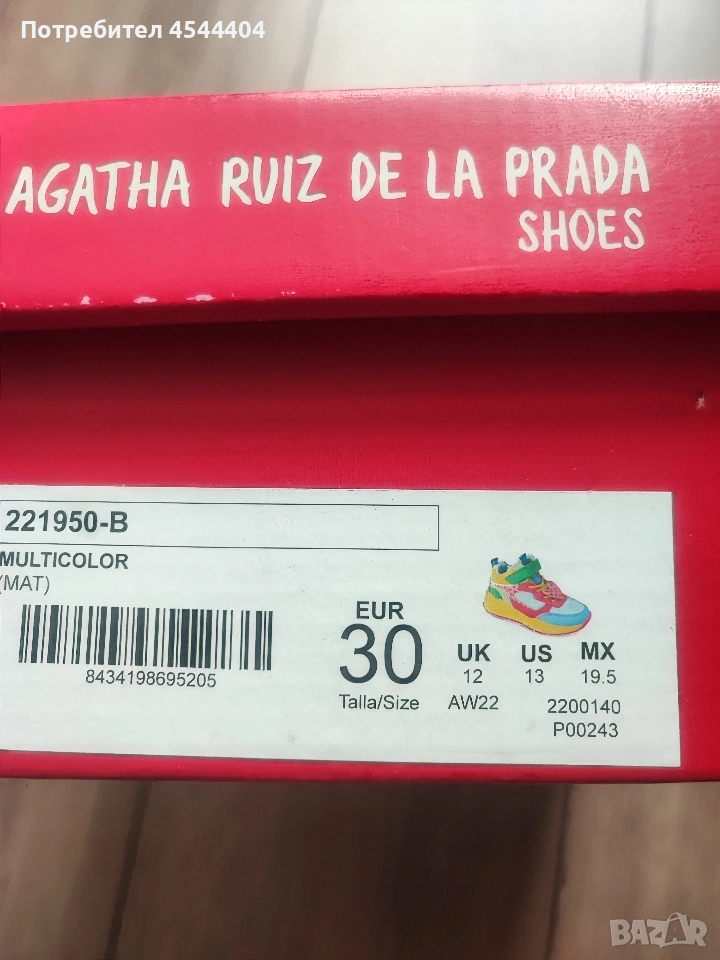 Потребител 4544404
AGATHA RUIZ DE LA PRADA
SHOES
221950-B
MULTICOLOR
(MAT)
8434198695205
EUR
30
Talla/Size
UK
12
US
13
MX
19.5
AW22
2200140
P00243
BAZAR